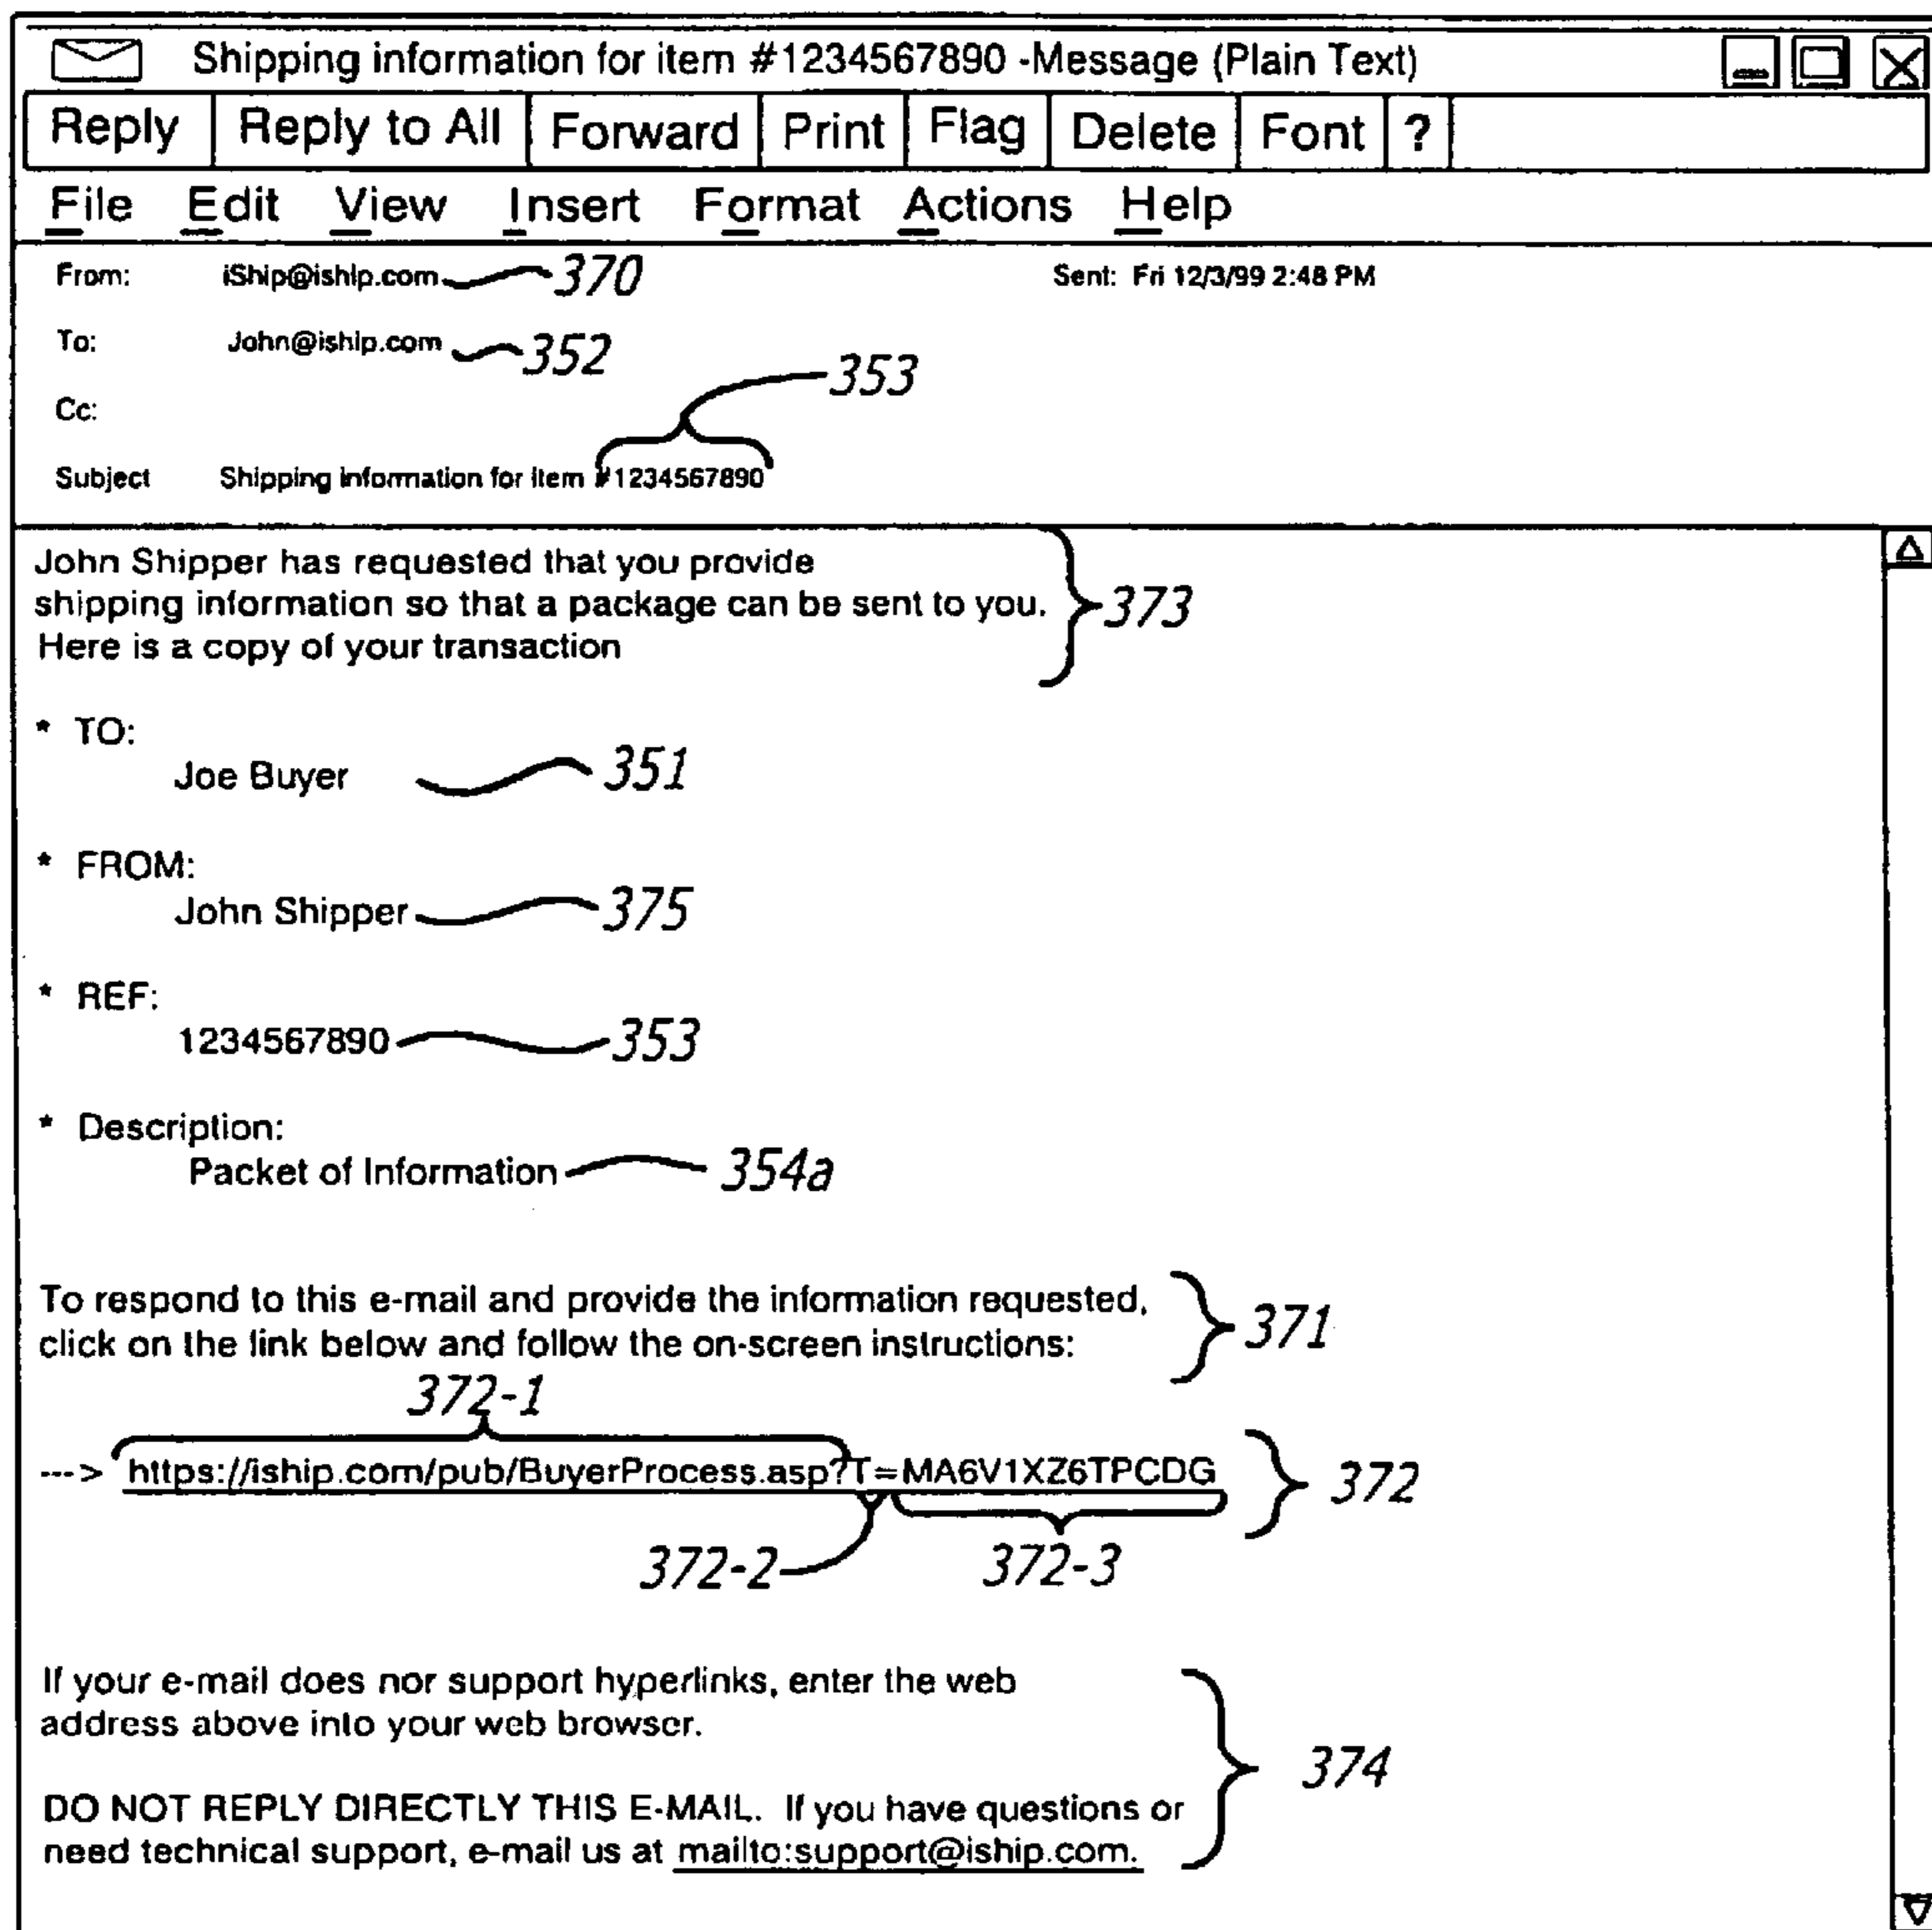 Shipping information for item #1234567890 -Message (Plain Text)
Reply Reply to All Forward Print Flag Delete Font ?
File Edit View Insert Format Actions Help
From: iShip@iship.com 370 Sent: Fri 12/3/99 2:48 PM
To: John@iship.com 352
353
Cc:
Subject Shipping information for item #1234567890
John Shipper has requested that you provide
shipping information so that a package can be sent to you. 373
Here is a copy of your transaction
* TO:
Joe Buyer 351
* FROM:
John Shipper 375
* REF:
1234567890 353
* Description:
Packet of Information 354a
To respond to this e-mail and provide the information requested,
click on the link below and follow the on-screen instructions: 371
372-1
---> https://iship.com/pub/BuyerProcess.asp?T=MA6V1XZ6TPCDG 372
372-2 372-3
If your e-mail does nor support hyperlinks, enter the web
address above into your web browser.
374
DO NOT REPLY DIRECTLY THIS E-MAIL. If you have questions or
need technical support, e-mail us at mailto:support@iship.com.